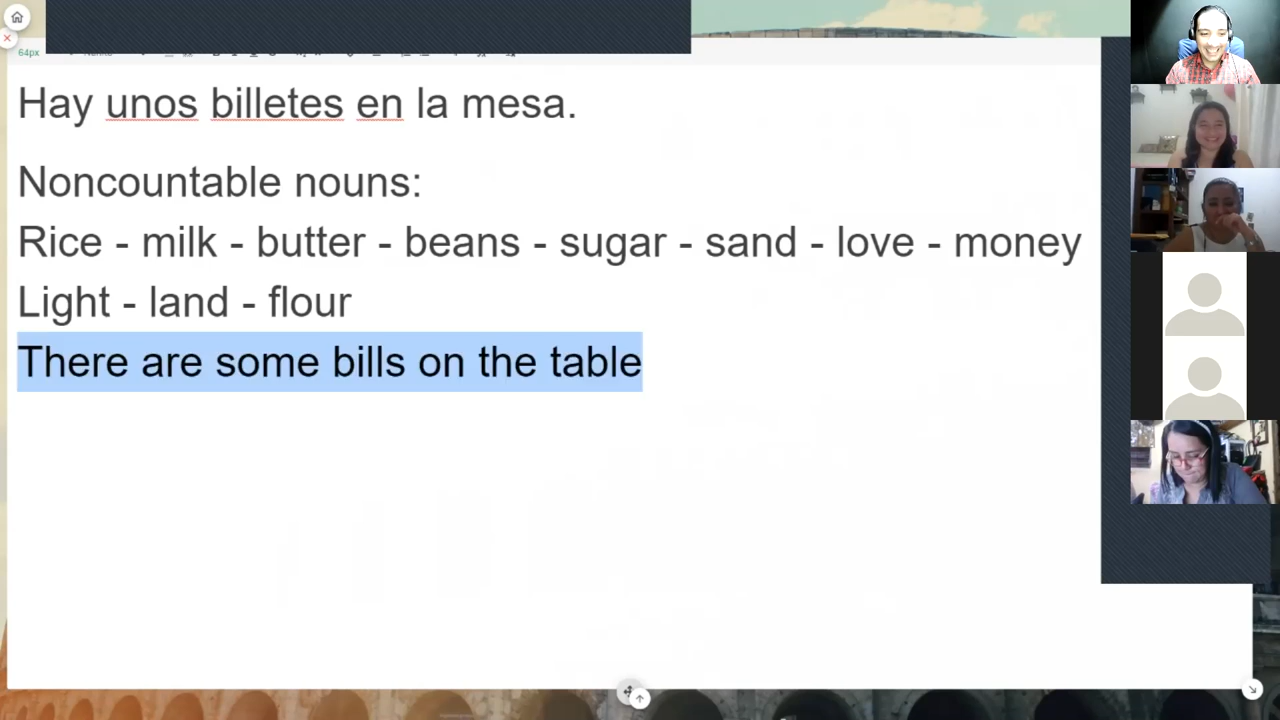 64px
Hay unos billetes en la mesa.
Noncountable nouns:
Rice - milk - butter - beans - sugar - sand - love - money
Light - land - flour
There are some bills on the table